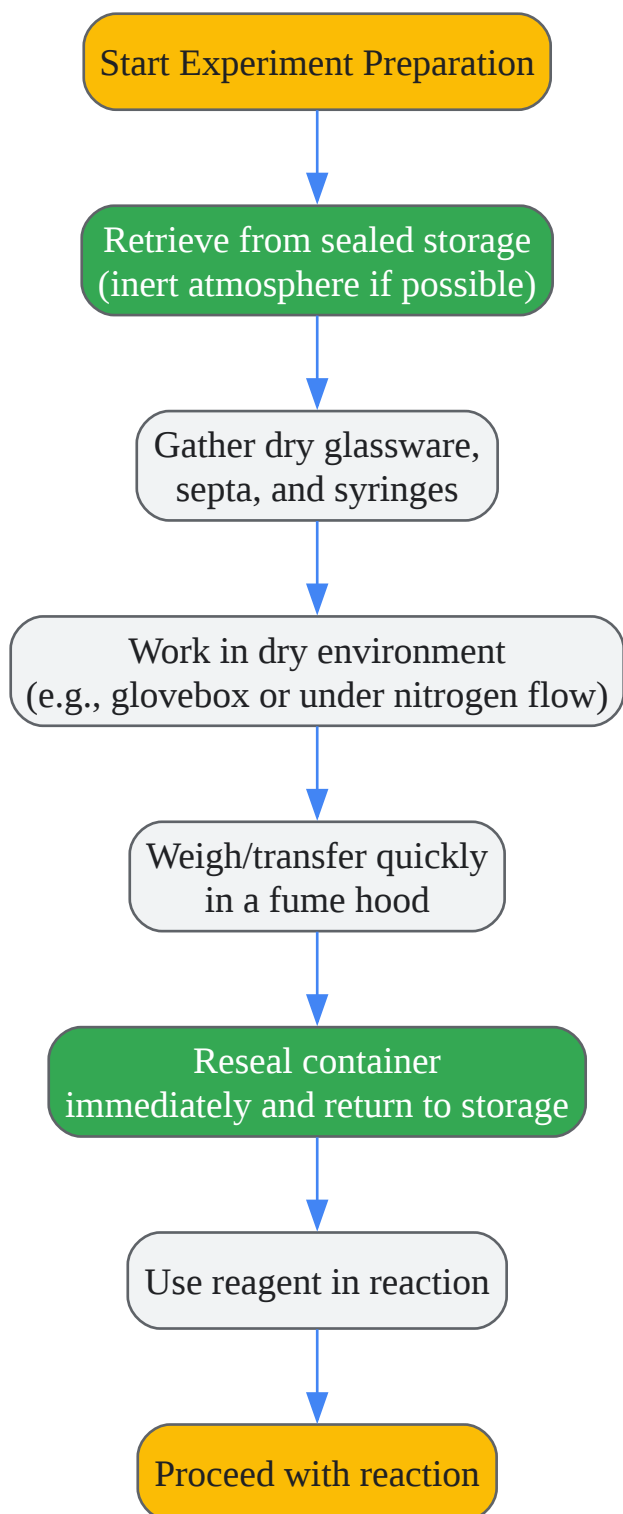 Start Experiment Preparation
Retrieve from sealed storage
(inert atmosphere if possible)
Gather dry glassware,
septa, and syringes
Work in dry environment
(e.g., glovebox or under nitrogen flow)
Weigh/transfer quickly
in a fume hood
Reseal container
immediately and return to storage
Use reagent in reaction
Proceed with reaction